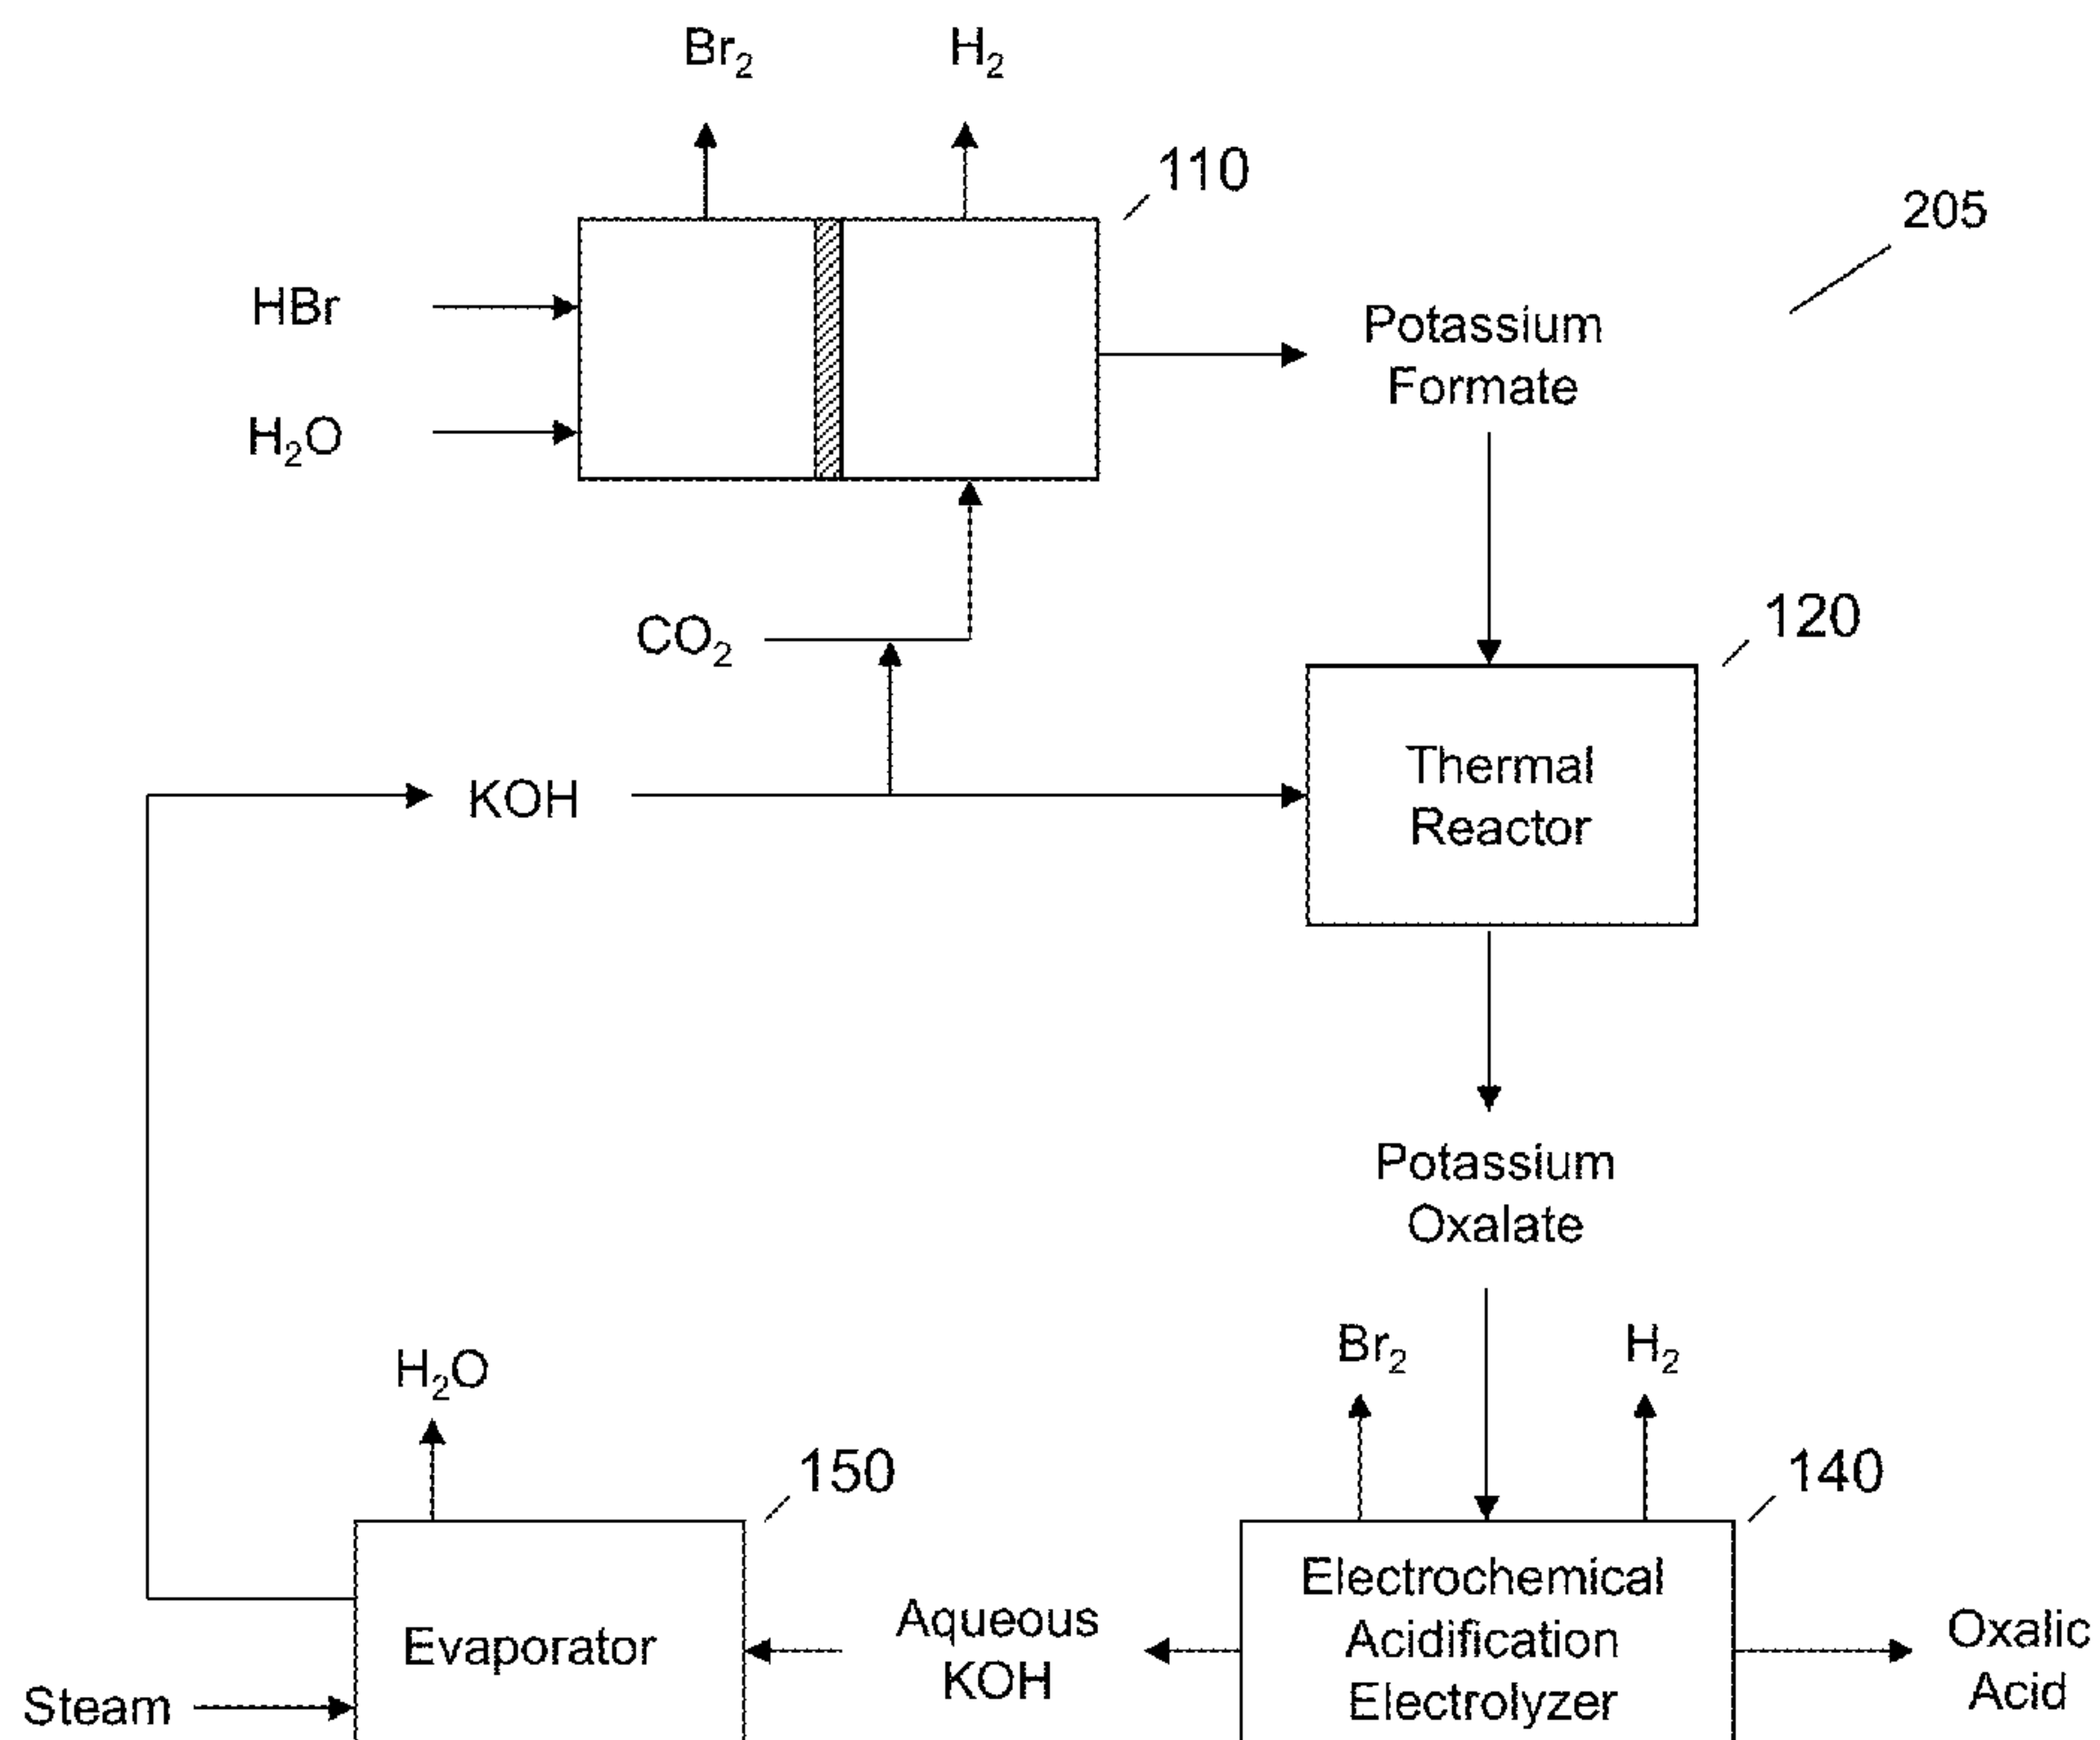 Br₂
H₂
110
205
HBr
Potassium
Formate
H₂O
CO₂
120
KOH
Thermal
Reactor
Potassium
Oxalate
Br₂
H₂
H₂O
150
140
Electrochemical
Acidification
Electrolyzer
Aqueous
KOH
Evaporator
Oxalic
Acid
Steam